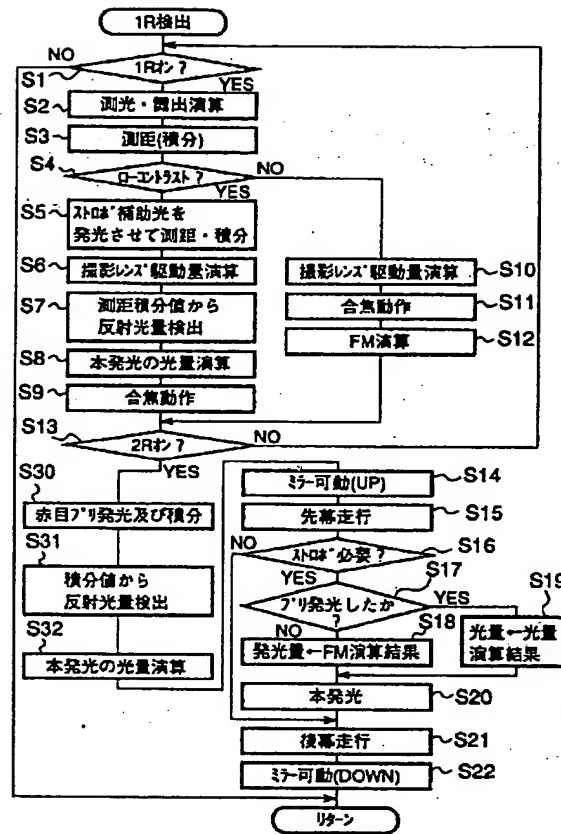 1R検出
NO
1Rオン?
S1
YES
S2
測光・露出演算
S3
測距(積分)
S4
ローコントラスト?
NO
YES
S5
ストロボ補助光を
発光させて測距・積分
S6
撮影レンズ駆動量演算
S7
測距積分値から
反射光量検出
S8
本発光の光量演算
S9
合焦動作
撮影レンズ駆動量演算
S10
合焦動作
S11
FM演算
S12
S13
2Rオン?
NO
YES
S30
赤目プリ発光及び積分
S31
積分値から
反射光量検出
S32
本発光の光量演算
ミラー可動(UP)
S14
先幕走行
S15
NO
ストロボ必要?
S16
YES
S17
プリ発光したか
?
YES
S19
NO
S18
発光量←FM演算結果
光量←光量
演算結果
本発光
S20
後幕走行
S21
ミラー可動(DOWN)
S22
リターン